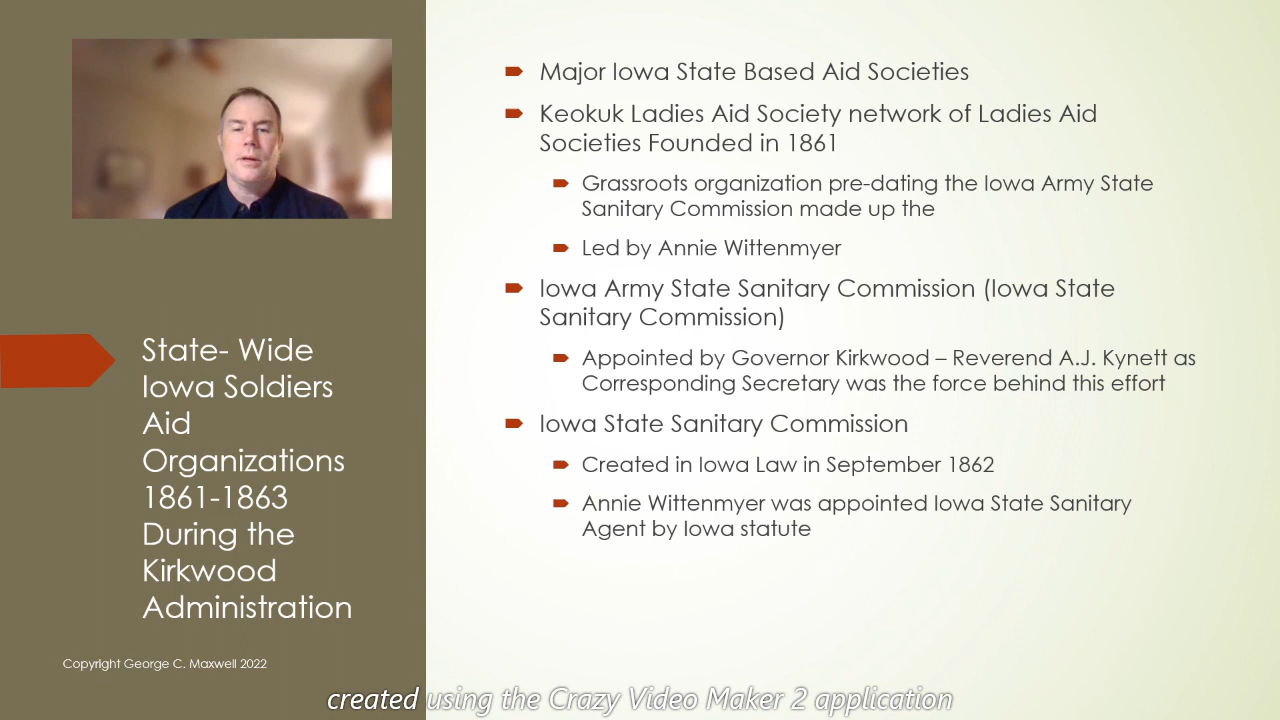 Major Iowa State Based Aid Societies
Keokuk Ladies Aid Society network of Ladies Aid
Societies Founded in 1861
Grassroots organization pre-dating the Iowa Army State
Sanitary Commission made up the
Led by Annie Wittenmyer
Iowa Army State Sanitary Commission (Iowa State
Sanitary Commission)
Appointed by Governor Kirkwood – Reverend A.J. Kynett as
Corresponding Secretary was the force behind this effort
Iowa State Sanitary Commission
Created in Iowa Law in September 1862
Annie Wittenmyer was appointed Iowa State Sanitary
Agent by Iowa statute
State- Wide
Iowa Soldiers
Aid
Organizations
1861-1863
During the
Kirkwood
Administration
Copyright George C. Maxwell 2022
created using the Crazy Video Maker 2 application